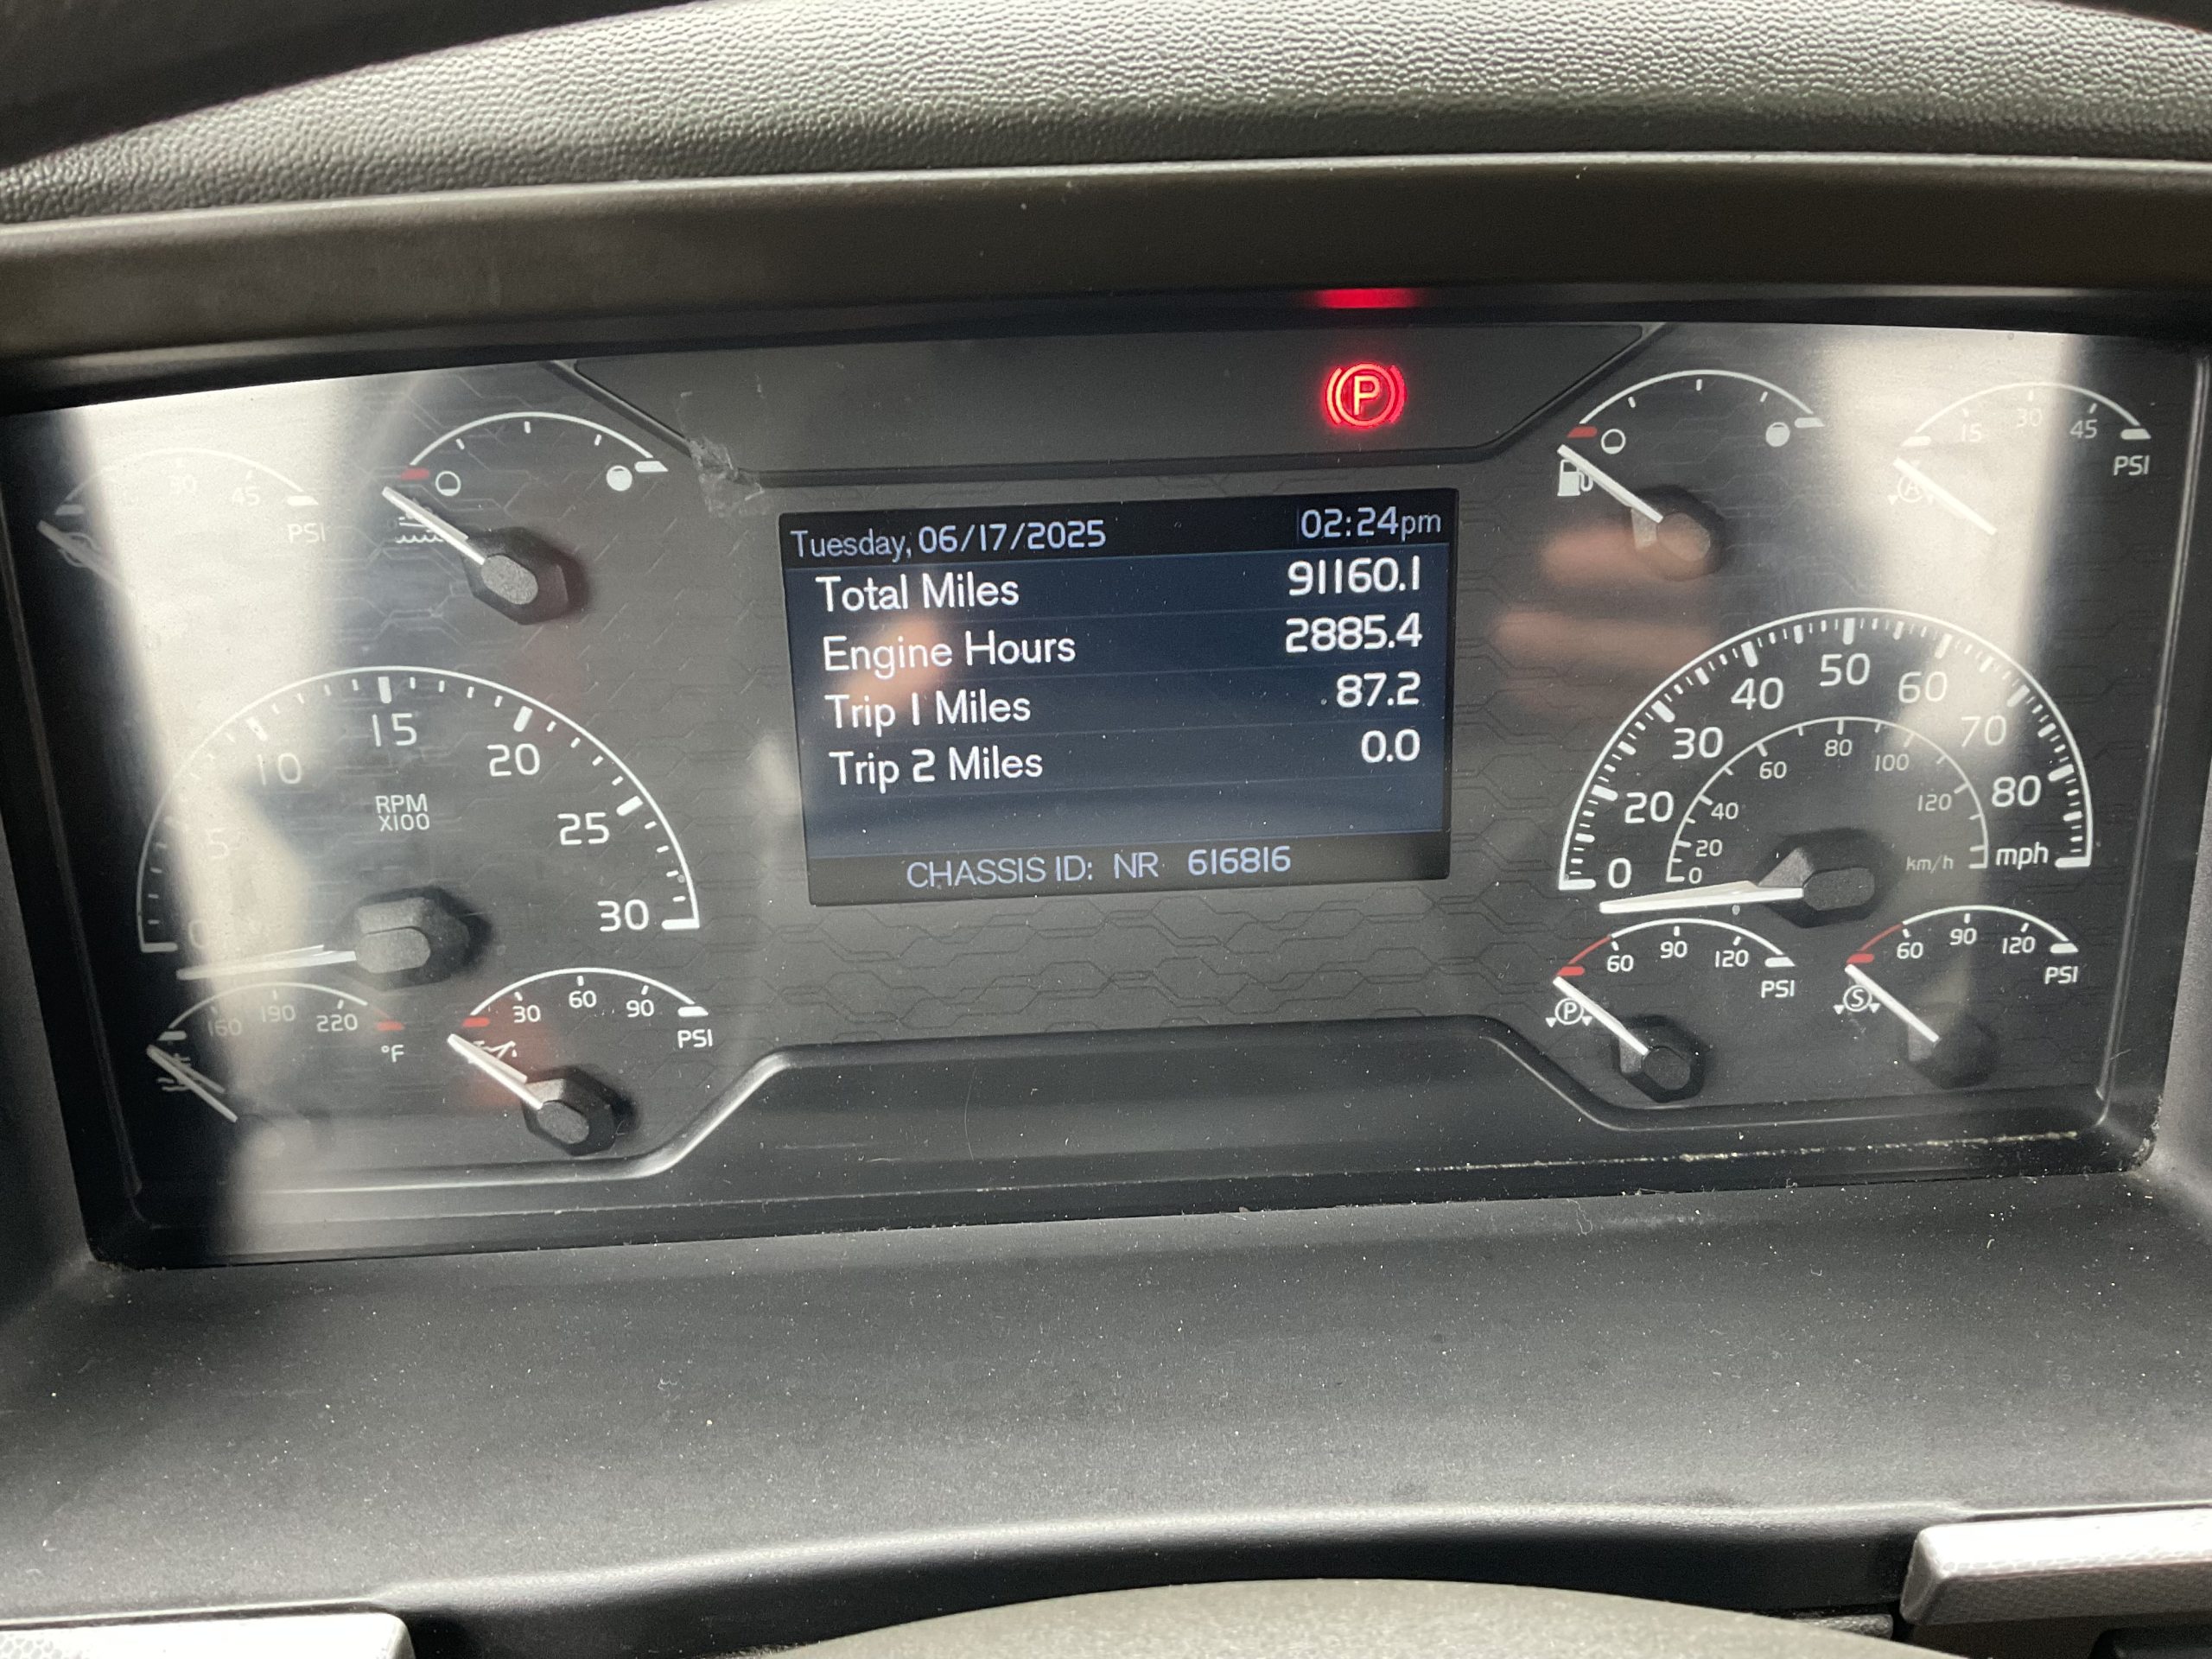 Tuesday, 06/17/2025 02:24pm
Total Miles 91160.1
Engine Hours 2885.4
Trip 1 Miles 87.2
Trip 2 Miles 0.0
CHASSIS ID: NR 616816
P
30 45
PSI
15 30 45
PSI
A
0 5 10 15 20 25 30
RPM
X100
0 20 30 40 50 60 70 80
mph
0 20 40 60 80 100 120
km/h
160 190 220
°F
30 60 90
PSI
60 90 120
PSI
P
60 90 120
PSI
S